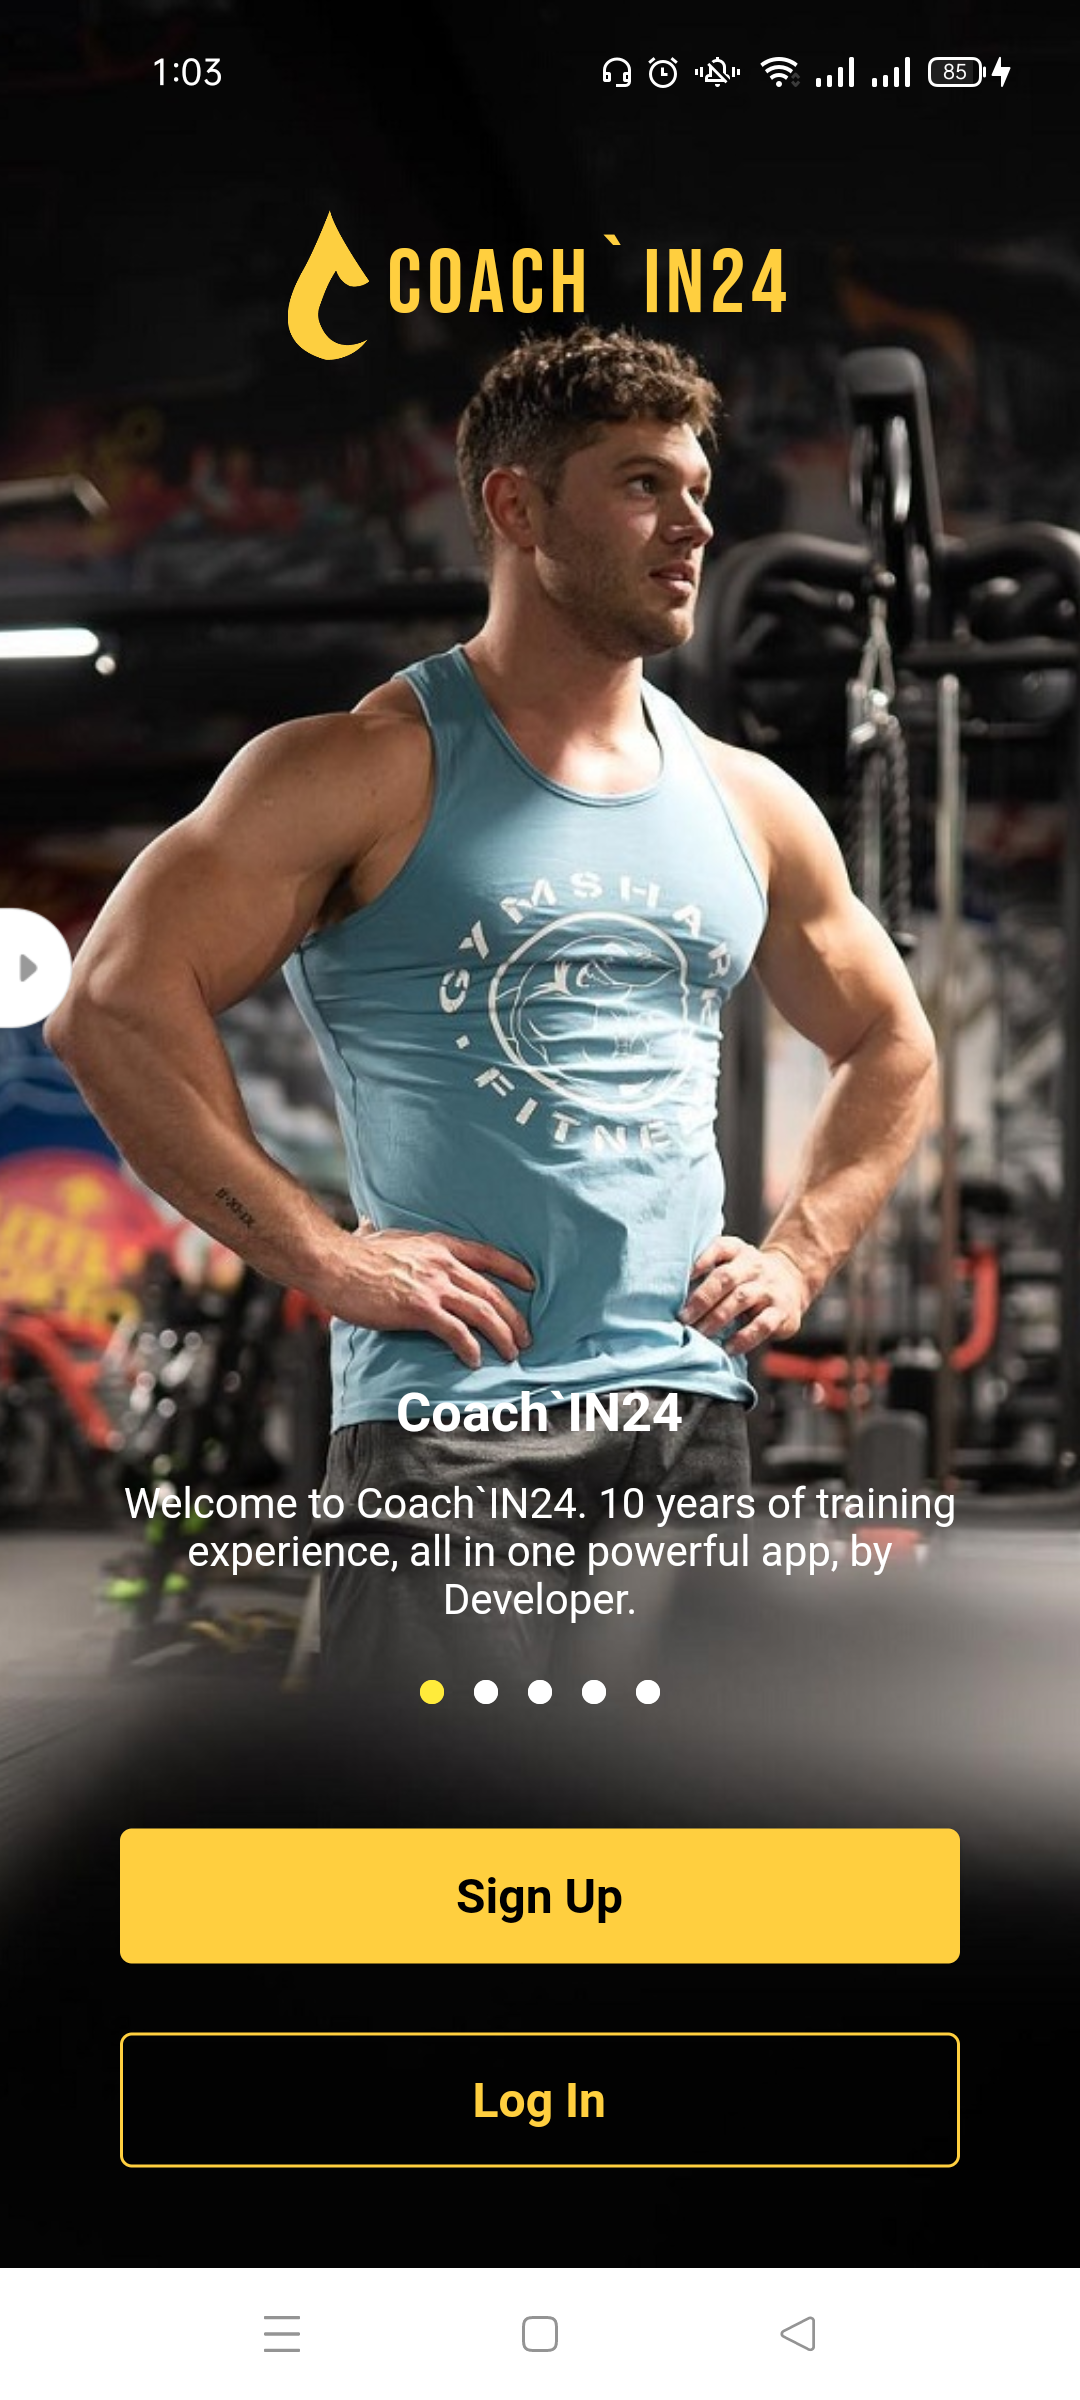 1:03
85
COACH`IN24
GYMSHARK
FITNE
Coach`IN24
Welcome to Coach`IN24. 10 years of training
experience, all in one powerful app, by
Developer.
Sign Up
Log In